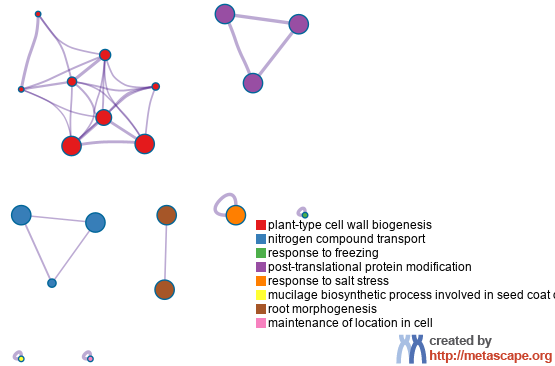 plant-type cell wall biogenesis
nitrogen compound transport
response to freezing
post-translational protein modification
response to salt stress
mucilage biosynthetic process involved in seed coat
root morphogenesis
maintenance of location in cell
created by
http://metascape.org